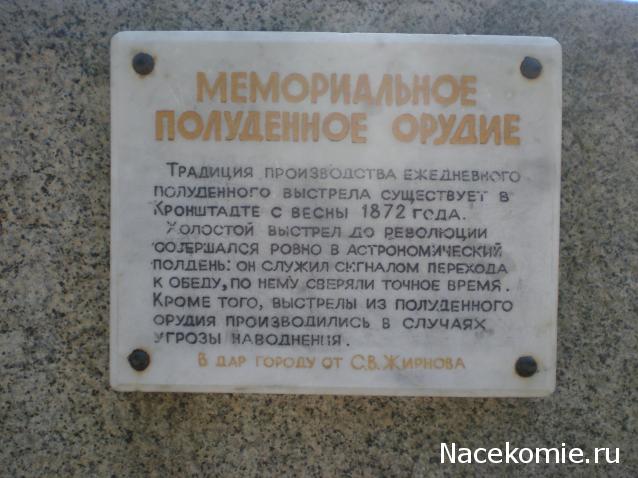 МЕМОРИАЛЬНОЕ
ПОЛУДЕННОЕ ОРУДИЕ
ТРАДИЦИЯ ПРОИЗВОДСТВА ЕЖЕДНЕВНОГО
ПОЛУДЕННОГО ВЫСТРЕЛА СУЩЕСТВУЕТ В
КРОНШТАДТЕ С ВЕСНЫ 1872 ГОДА.
ХОЛОСТОЙ ВЫСТРЕЛ ДО РЕВОЛЮЦИИ
СОВЕРШАЛСЯ РОВНО В АСТРОНОМИЧЕСКИЙ
ПОЛДЕНЬ: ОН СЛУЖИЛ СИГНАЛОМ ПЕРЕХОДА
К ОБЕДУ, ПО НЕМУ СВЕРЯЛИ ТОЧНОЕ ВРЕМЯ.
КРОМЕ ТОГО, ВЫСТРЕЛЫ ИЗ ПОЛУДЕННОГО
ОРУДИЯ ПРОИЗВОДИЛИСЬ В СЛУЧАЯХ
УГРОЗЫ НАВОДНЕНИЯ.
В ДАР ГОРОДУ ОТ С.В. ЖИРНОВА
Nacekomie.ru